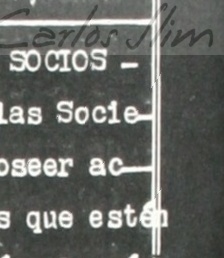 Carlos Slim
SOCIOS –
las Socie-
oseer ac-
s que estén